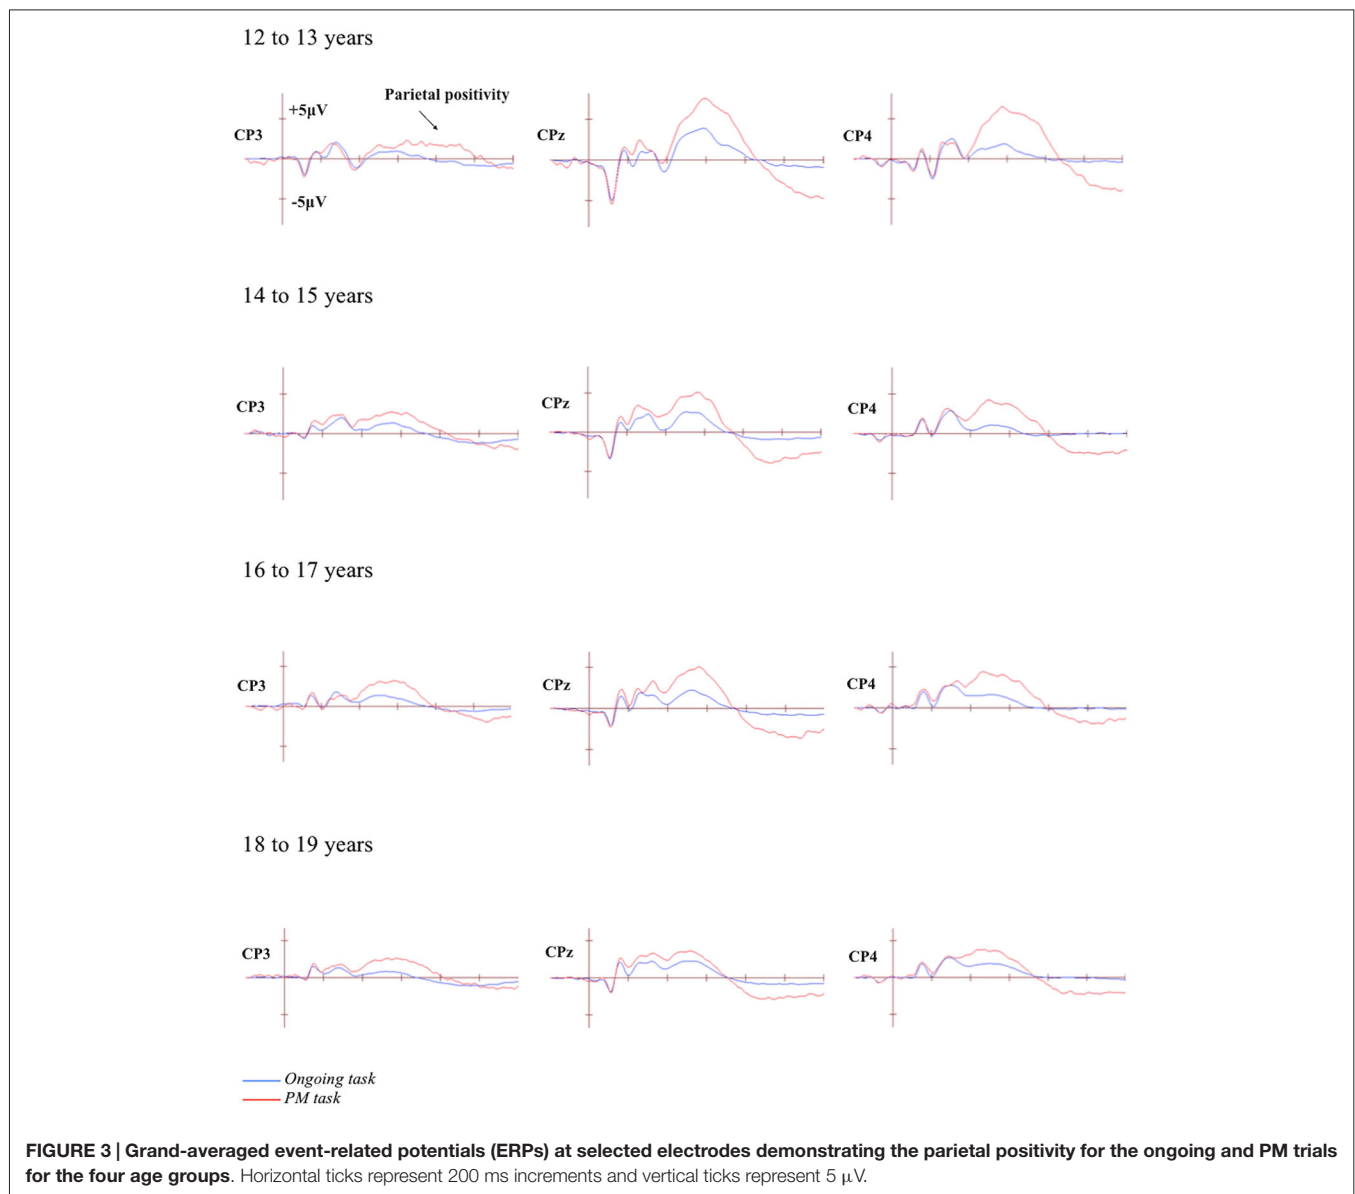 12 to 13 years
Parietal positivity
+5μV
CP3
CPz
CP4
-5μV
14 to 15 years
CP3
CPz
CP4
16 to 17 years
CP3
CPz
CP4
18 to 19 years
CP3
CPz
CP4
Ongoing task
PM task
FIGURE 3 | Grand-averaged event-related potentials (ERPs) at selected electrodes demonstrating the parietal positivity for the ongoing and PM trials
for the four age groups. Horizontal ticks represent 200 ms increments and vertical ticks represent 5 μV.